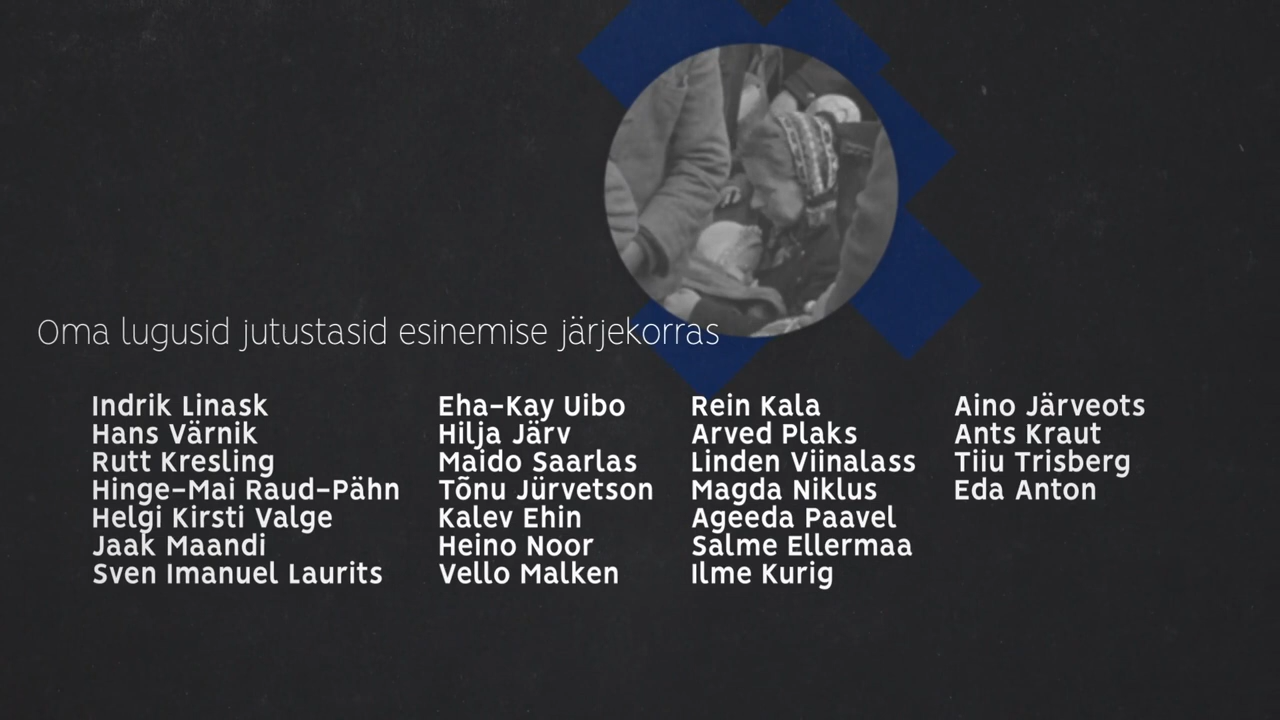 Oma lugusid jutustasid esinemise järjekorras
Indrik Linask
Hans Värnik
Rutt Kresling
Hinge-Mai Raud-Pähn
Helgi Kirsti Valge
Jaak Maandi
Sven Imanuel Laurits
Eha-Kay Uibo
Hilja Järv
Maido Saarlas
Tõnu Jürvetson
Kalev Ehin
Heino Noor
Vello Malken
Rein Kala
Arved Plaks
Linden Viinalass
Magda Niklus
Ageeda Paavel
Salme Ellermaa
Ilme Kurig
Aino Järveots
Ants Kraut
Tiiu Trisberg
Eda Anton